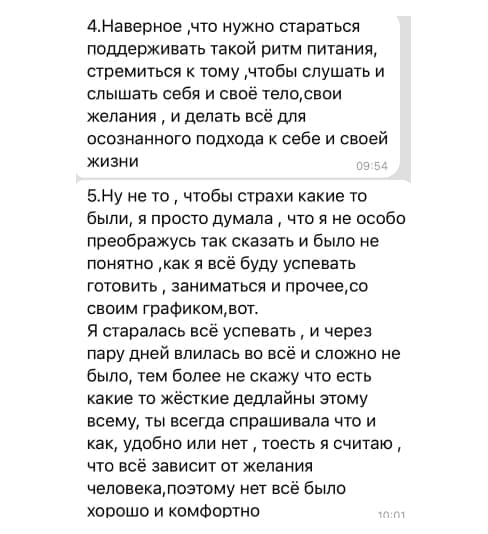 4.Наверное ,что нужно стараться
поддерживать такой ритм питания,
стремиться к тому ,чтобы слушать и
слышать себя и своё тело,свои
желания , и делать всё для
осознанного подхода к себе и своей
жизни
09:54
5.Ну не то , чтобы страхи какие то
были, я просто думала , что я не особо
преображусь так сказать и было не
понятно ,как я всё буду успевать
готовить , заниматься и прочее,со
своим графиком,вот.
Я старалась всё успевать , и через
пару дней влилась во всё и сложно не
было, тем более не скажу что есть
какие то жёсткие дедлайны этому
всему, ты всегда спрашивала что и
как, удобно или нет , тоесть я считаю ,
что всё зависит от желания
человека,поэтому нет всё было
хорошо и комфортно
10:01